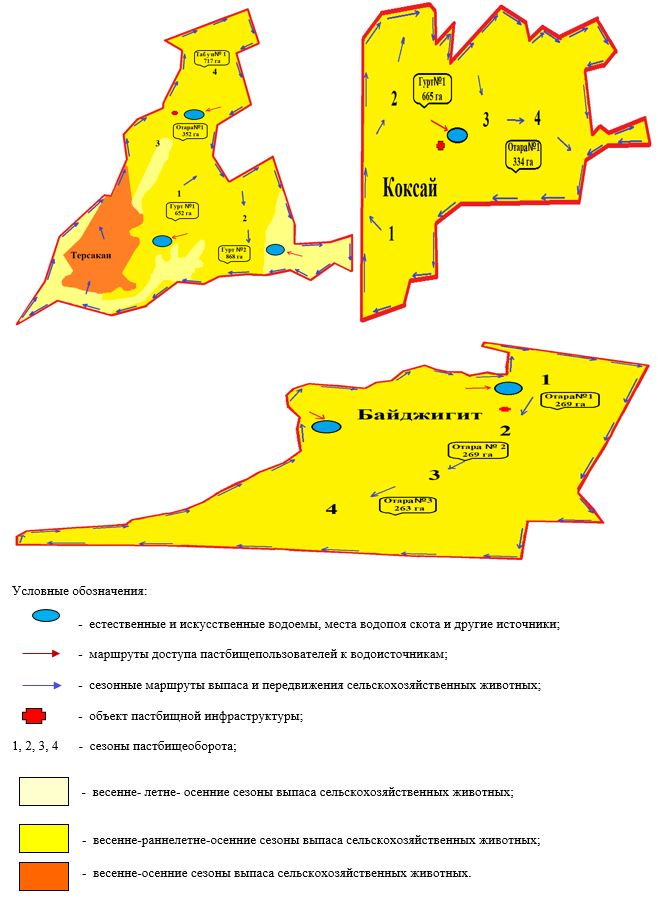 Табун№ 1
717 га
4
Отара№1
352 га
3
1
Гурт №1
652 га
2
Гурт №2
868 га
Терсакан
Гурт№1
665 га
2
3
4
Отара№1
334 га
Коксай
1
1
Отара№1
269 га
Байджигит
2
Отара № 2
269 га
3
Отара№3
263 га
4
Условные обозначения:
- естественные и искусственные водоемы, места водопоя скота и другие источники;
- маршруты доступа пастбищепользователей к водоисточникам;
- сезонные маршруты выпаса и передвижения сельскохозяйственных животных;
- объект пастбищной инфраструктуры;
1, 2, 3, 4 - сезоны пастбищеоборота;
- весенне- летне- осенние сезоны выпаса сельскохозяйственных животных;
- весенне-раннелетне-осенние сезоны выпаса сельскохозяйственных животных;
- весенне-осенние сезоны выпаса сельскохозяйственных животных.